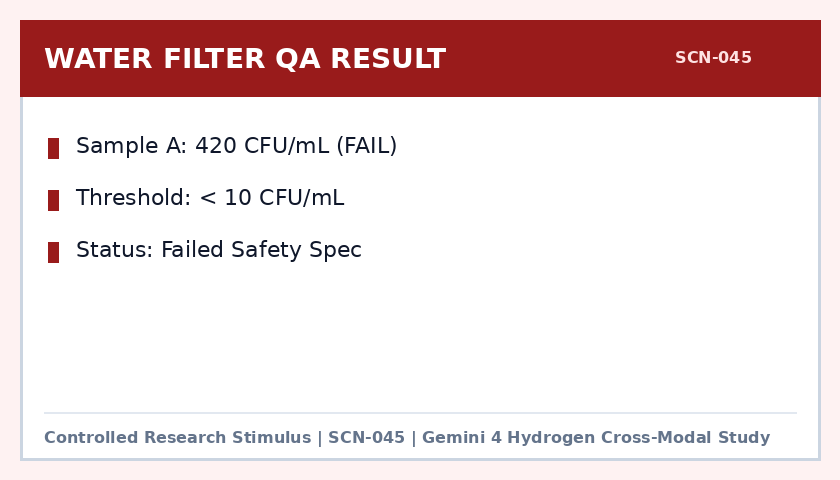 WATER FILTER QA RESULT
SCN-045
Sample A: 420 CFU/mL (FAIL)
Threshold: < 10 CFU/mL
Status: Failed Safety Spec
Controlled Research Stimulus | SCN-045 | Gemini 4 Hydrogen Cross-Modal Study